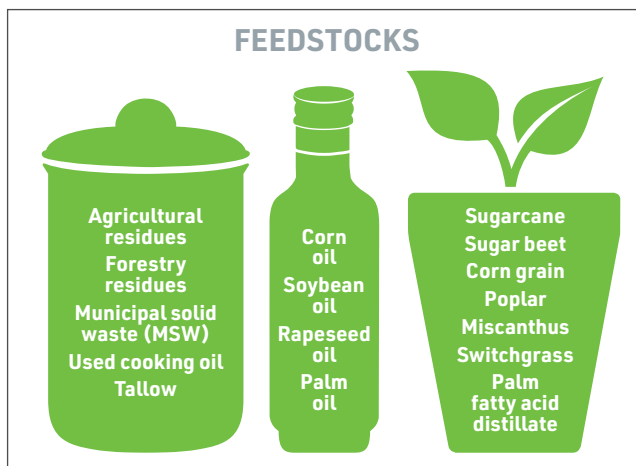 FEEDSTOCKS
Agricultural
residues
Forestry
residues
Municipal solid
waste (MSW)
Used cooking oil
Tallow
Corn
oil
Soybean
oil
Rapeseed
oil
Palm
oil
Sugarcane
Sugar beet
Corn grain
Poplar
Miscanthus
Switchgrass
Palm
fatty acid
distillate